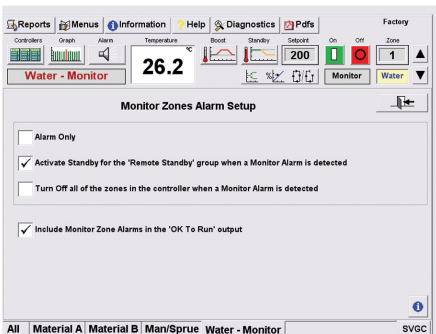 Reports Menus Information Help Diagnostics Pdfs Factory
Controllers Graph Alarm Temperature Boost Standby Setpoint On Off Zone
26.2 °C 200 1
Water - Monitor Monitor Water
Monitor Zones Alarm Setup
Alarm Only
Activate Standby for the 'Remote Standby' group when a Monitor Alarm is detected
Turn Off all of the zones in the controller when a Monitor Alarm is detected
Include Monitor Zone Alarms in the 'OK To Run' output
All Material A Material B Man/Sprue Water - Monitor SVGC